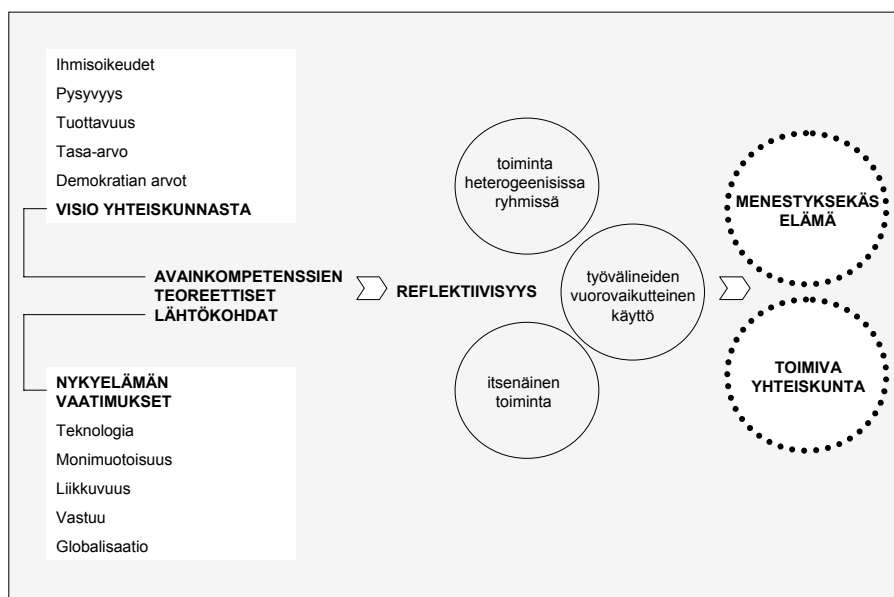 Ihmisoikeudet
Pysyvyys
Tuottavuus
Tasa-arvo
Demokratian arvot
VISIO YHTEISKUNNASTA
AVAINKOMPETENSSIEN
TEOREETTISET
LÄHTÖKOHDAT
NYKYELÄMÄN
VAATIMUKSET
Teknologia
Monimuotoisuus
Liikkuvuus
Vastuu
Globalisaatio
REFLEKTIIVISYYS
toiminta
heterogeenisissa
ryhmissä
työvälineiden
vuorovaikutteinen
käyttö
itsenäinen
toiminta
MENESTYKSEKÄS
ELÄMÄ
TOIMIVA
YHTEISKUNTA